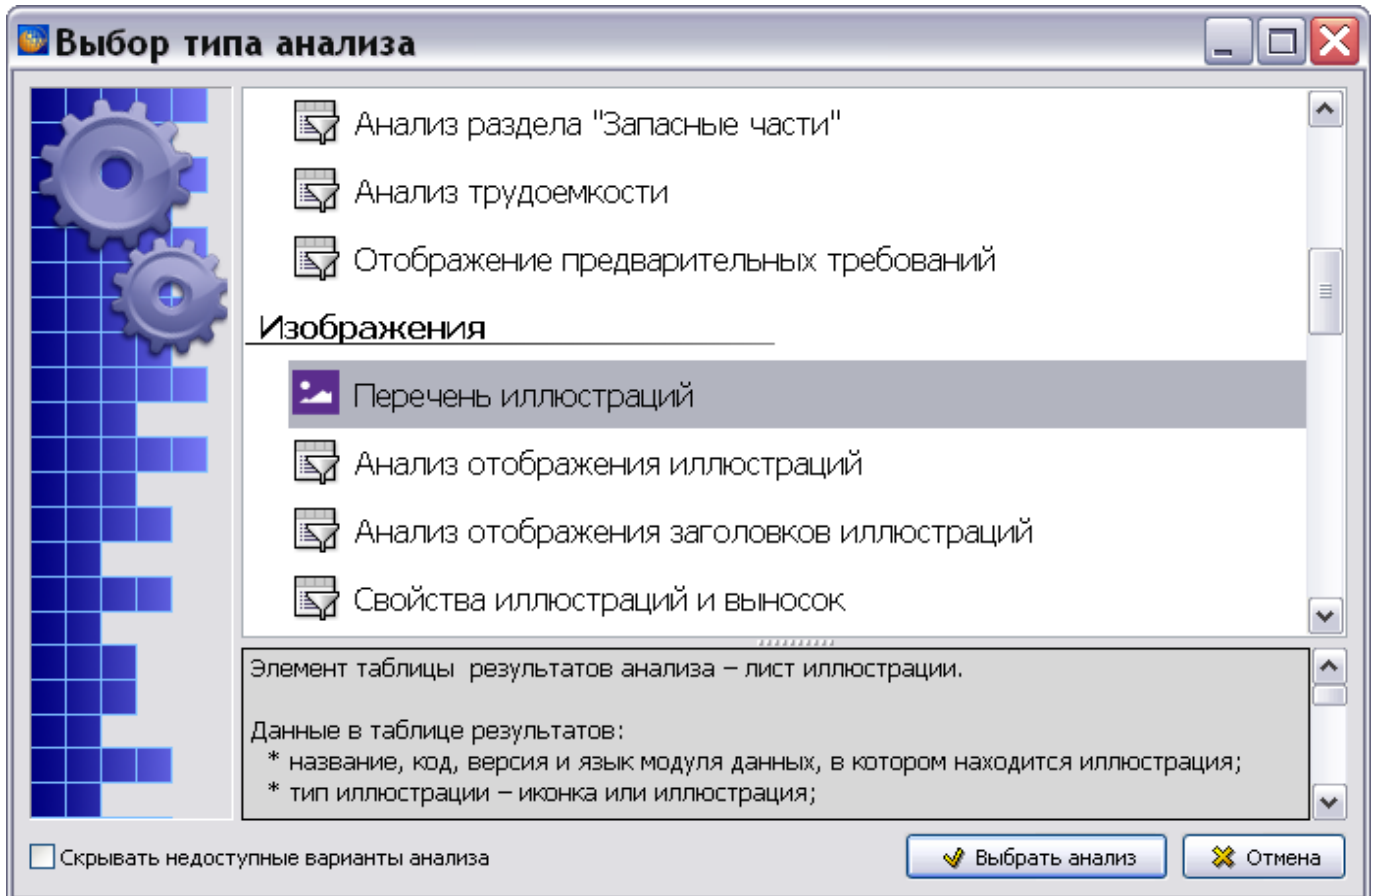 Выбор типа анализа
Анализ раздела "Запасные части"
Анализ трудоемкости
Отображение предварительных требований
Изображения
Перечень иллюстраций
Анализ отображения иллюстраций
Анализ отображения заголовков иллюстраций
Свойства иллюстраций и выносок
Элемент таблицы  результатов анализа – лист иллюстрации.
Данные в таблице результатов:
* название, код, версия и язык модуля данных, в котором находится иллюстрация;
* тип иллюстрации – иконка или иллюстрация;
Скрывать недоступные варианты анализа
Выбрать анализ
Отмена